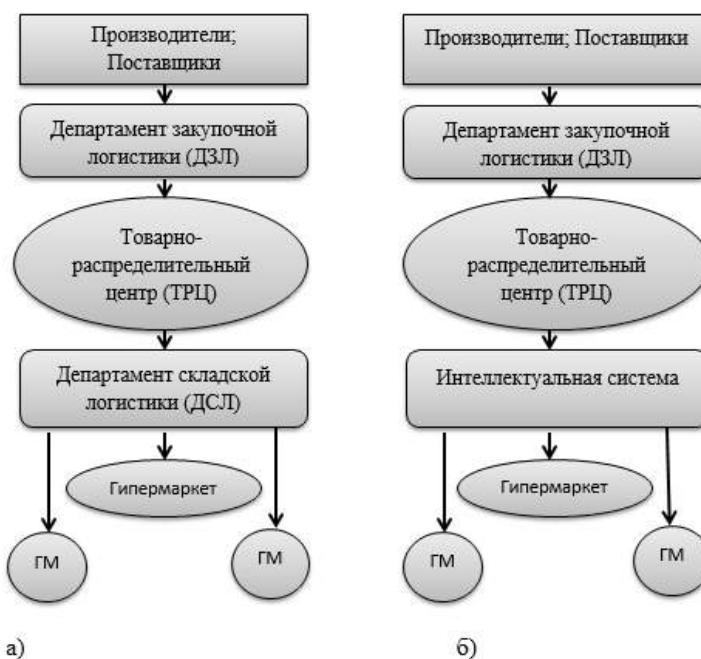 Производители;
Поставщики
Департамент закупочной
логистики (ДЗЛ)
Товарно-
распределительный
центр (ТРЦ)
Департамент складской
логистики (ДСЛ)
Гипермаркет
ГМ
ГМ
а)
Производители; Поставщики
Департамент закупочной
логистики (ДЗЛ)
Товарно-
распределительный
центр (ТРЦ)
Интеллектуальная система
Гипермаркет
ГМ
ГМ
б)